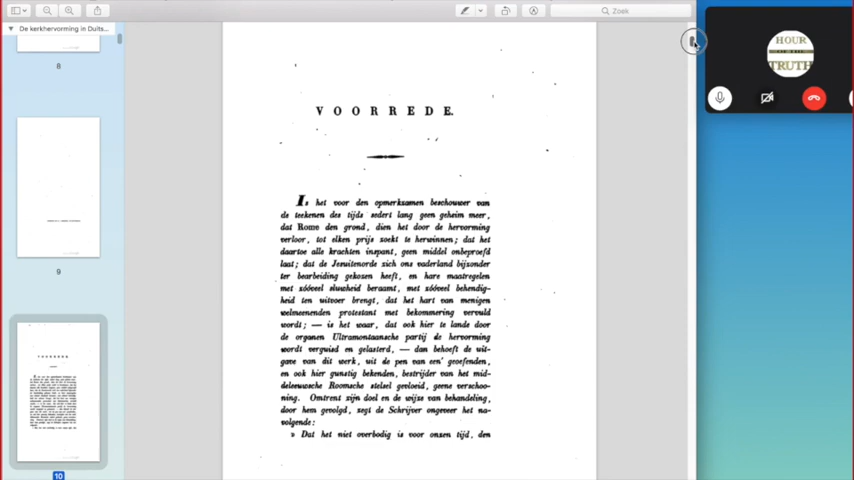 Zoek
De kerkhervorming in Duits...
8
9
10
VOORREDE.
VOORREDE.
Is het voor den opmerksamen beschouwer van
de teekenen des tijds sedert lang geen geheim meer,
dat Rome den grond, dien het door de hervorming
verloor, tot elken prijs zoekt te herwinnen; dat het
daartoe alle krachten inspant, geen middel onbeproefd
laat; dat de Jesuitenorde zich ons vaderland bijzonder
ter bearbeiding gekozen heeft, en hare maatregelen
met zóóveel sluwheid beraamt, met zóóveel behendig-
heid ten uitvoer brengt, dat het hart van menigen
welmeenenden protestant met bekommering vervuld
wordt; — is het waar, dat ook hier te lande door
de organen Ultramontaansche partij de hervorming
wordt verguisd en gelasterd, — dan behoeft de uit-
gave van dit werk, uit de pen van een' geoefenden,
en ook hier gunstig bekenden, bestrijder van het mid-
deleeuwsche Roomsche stelsel gevloeid, geene verschoo-
ning. Omtrent zijn doel en de wijze van behandeling,
door hem gevolgd, zegt de Schrijver ongeveer het na-
volgende:
» Dat het niet overbodig is voor onzen tijd, den
HOUR
TRUTH